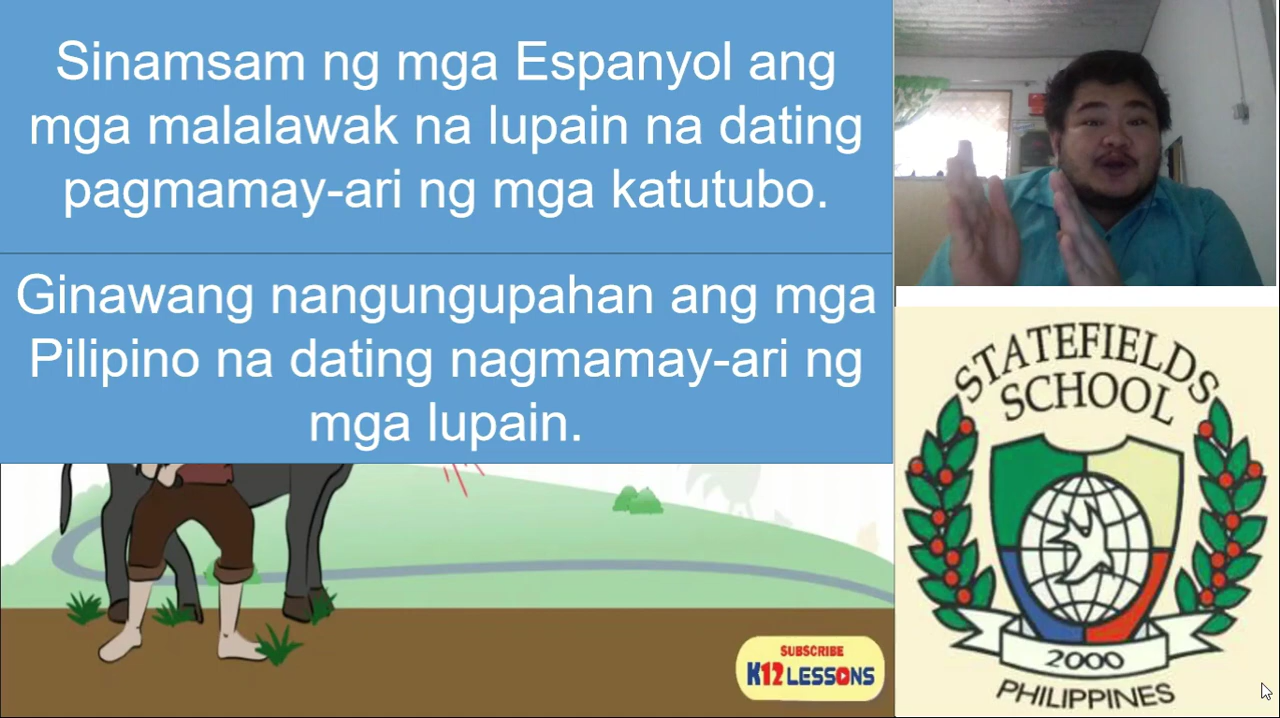 Sinamsam ng mga Espanyol ang
mga malalawak na lupain na dating
pagmamay-ari ng mga katutubo.
Ginawang nangungupahan ang mga
Pilipino na dating nagmamay-ari ng
mga lupain.
SUBSCRIBE
K12 LESSONS
STATEFIELDS
SCHOOL
2000
PHILIPPINES